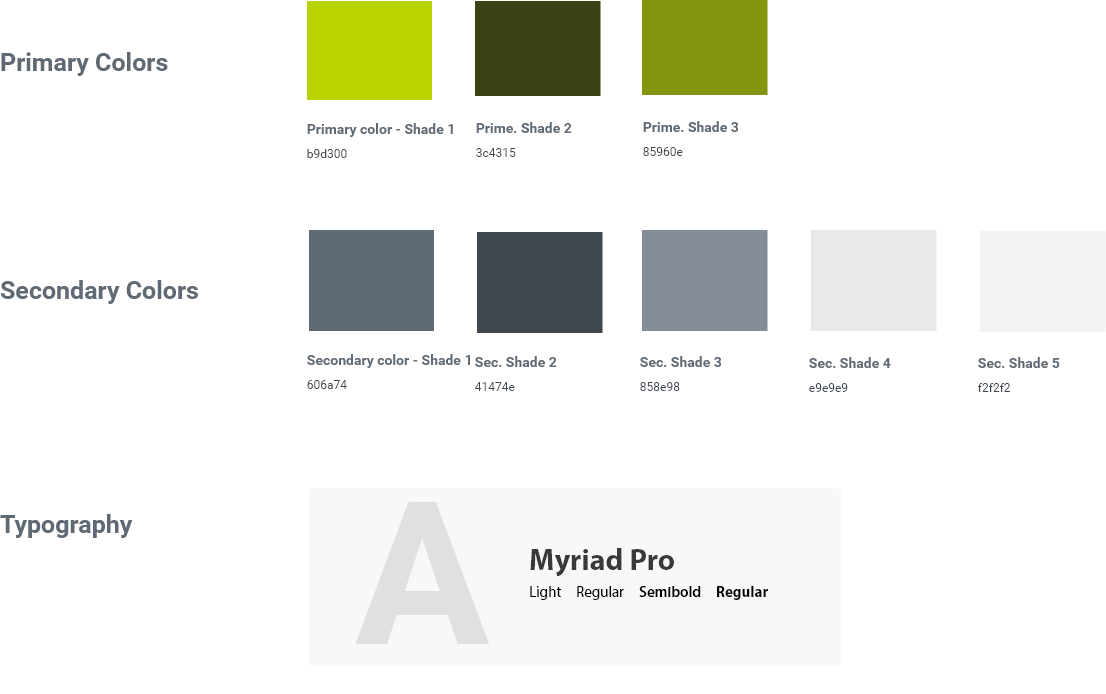 Primary Colors
Primary color - Shade 1
b9d300
Prime. Shade 2
3c4315
Prime. Shade 3
85960e
Secondary Colors
Secondary color - Shade 1
606a74
Sec. Shade 2
41474e
Sec. Shade 3
858e98
Sec. Shade 4
e9e9e9
Sec. Shade 5
f2f2f2
Typography
A
Myriad Pro
Light Regular Semibold Regular